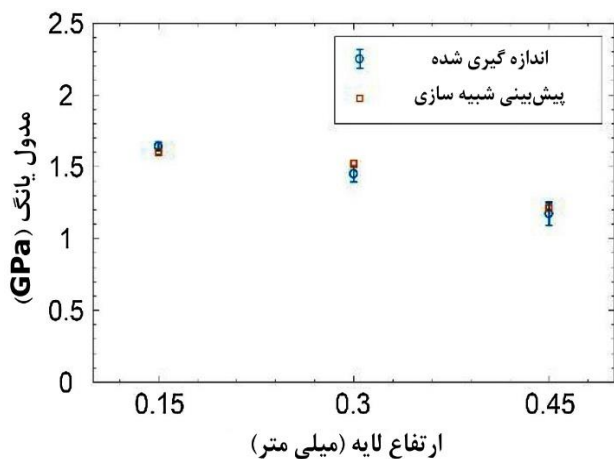 2.5
2
1.5
1
0.5
0
مدول یانگ (GPa)
اندازه گیری شده
پیش‌بینی شبیه سازی
0.15
0.3
0.45
ارتفاع لایه (میلی متر)